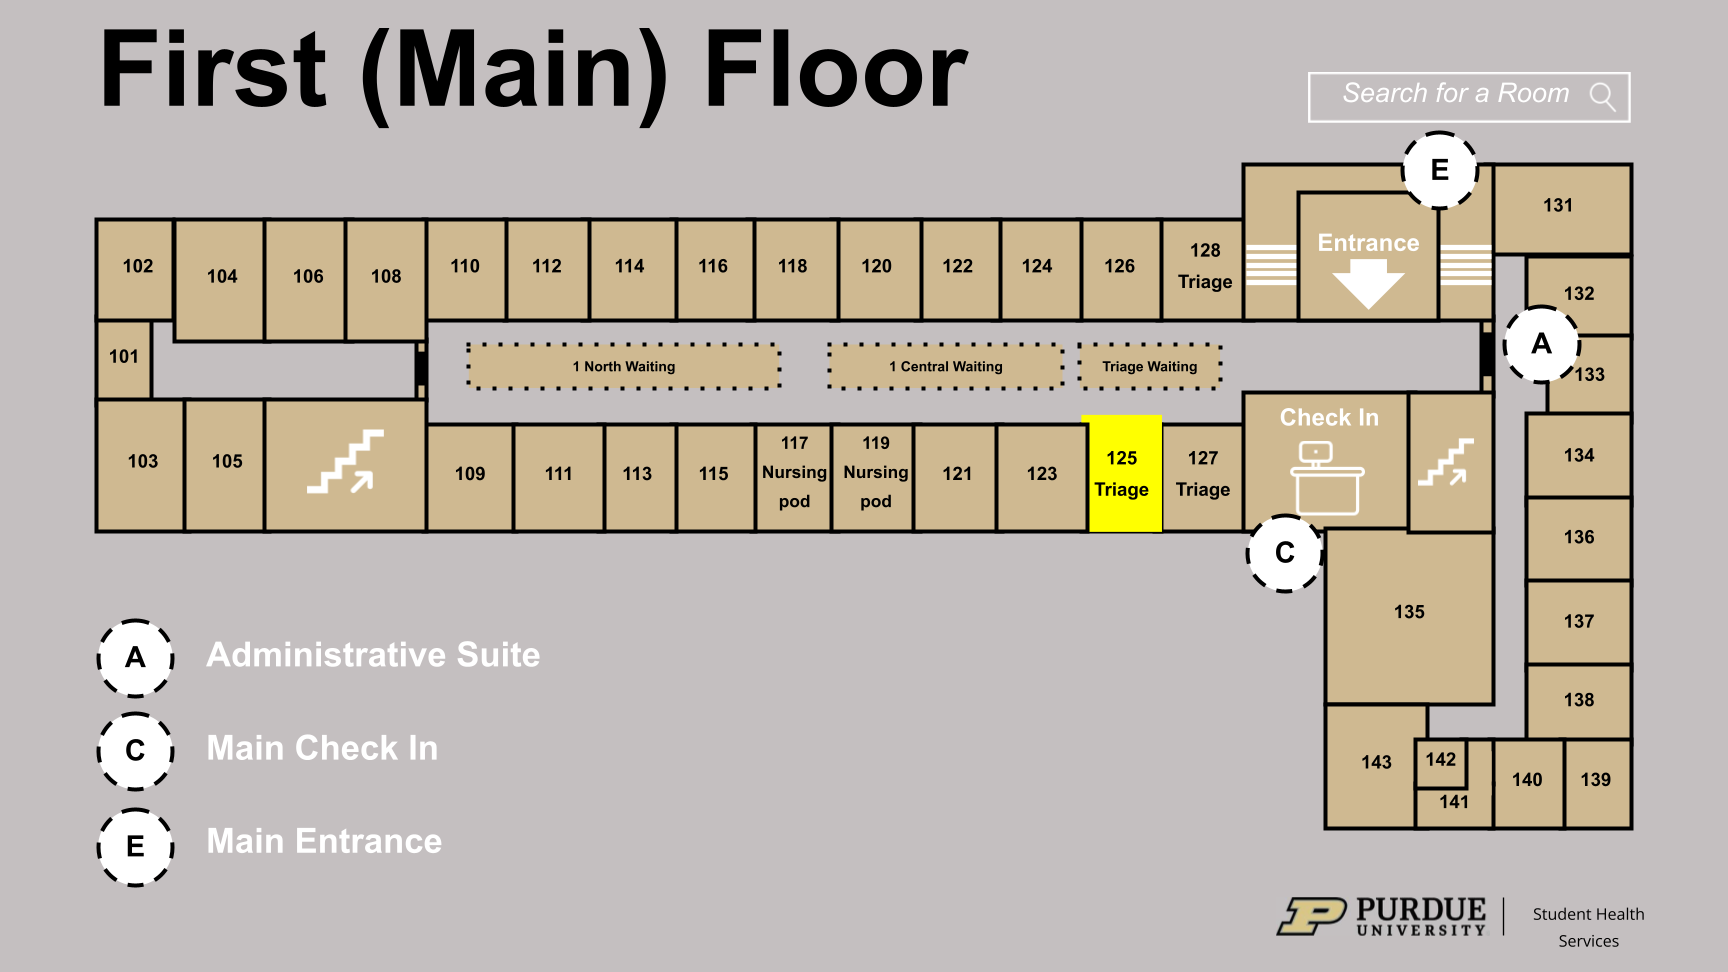 First (Main) Floor
Search for a Room
E
131
102
104
106
108
110
112
114
116
118
120
122
124
126
128
Triage
Entrance
132
101
1 North Waiting
1 Central Waiting
Triage Waiting
A
133
103
105
109
111
113
115
117
Nursing
pod
119
Nursing
pod
121
123
125
Triage
127
Triage
Check In
134
C
136
135
137
138
143
142
141
140
139
A
Administrative Suite
C
Main Check In
E
Main Entrance
PURDUE
UNIVERSITY
Student Health
Services